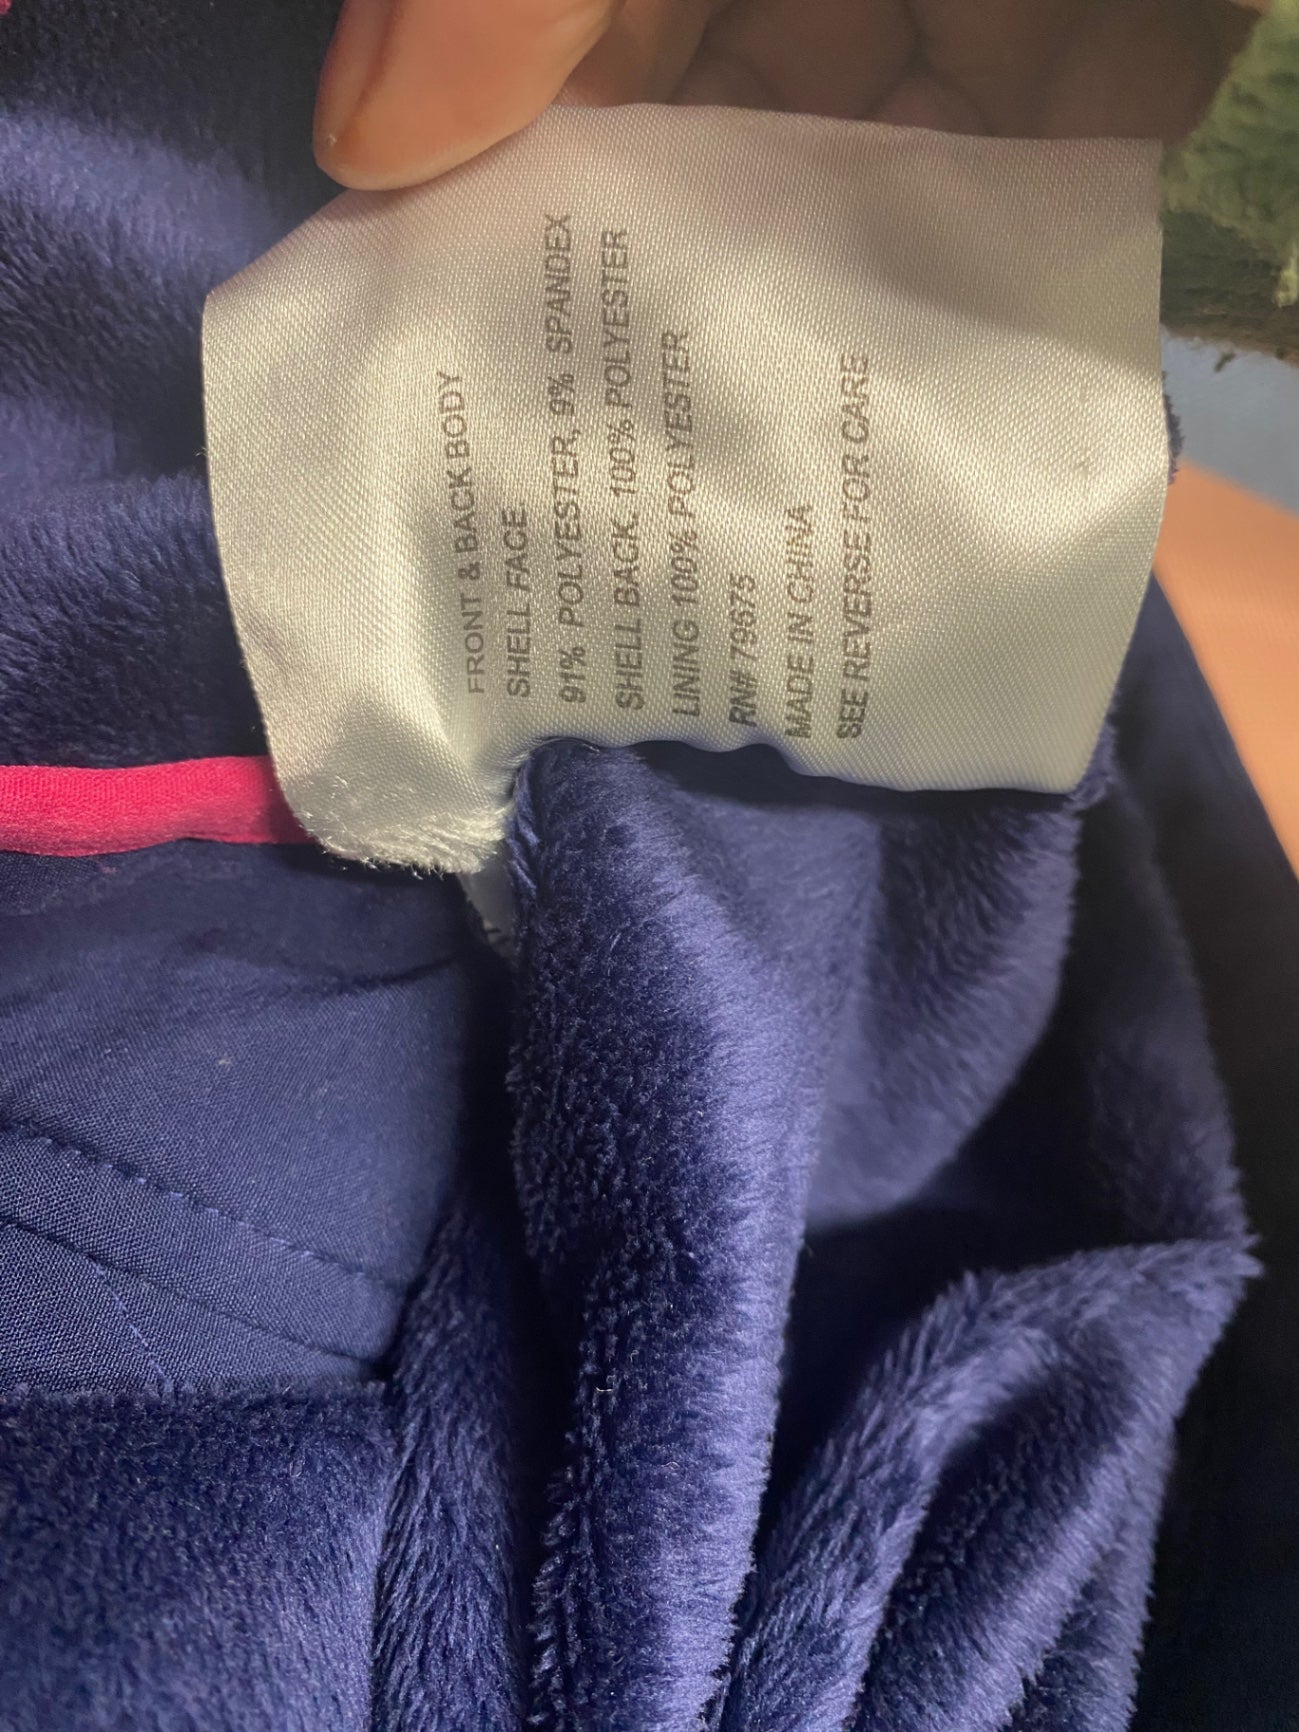 FRONT & BACK BODY
SHELL FACE
91% POLYESTER, 9% SPANDEX
SHELL BACK. 100% POLYESTER
LINING 100% POLYESTER
RN# 79675
MADE IN CHINA
SEE REVERSE FOR CARE